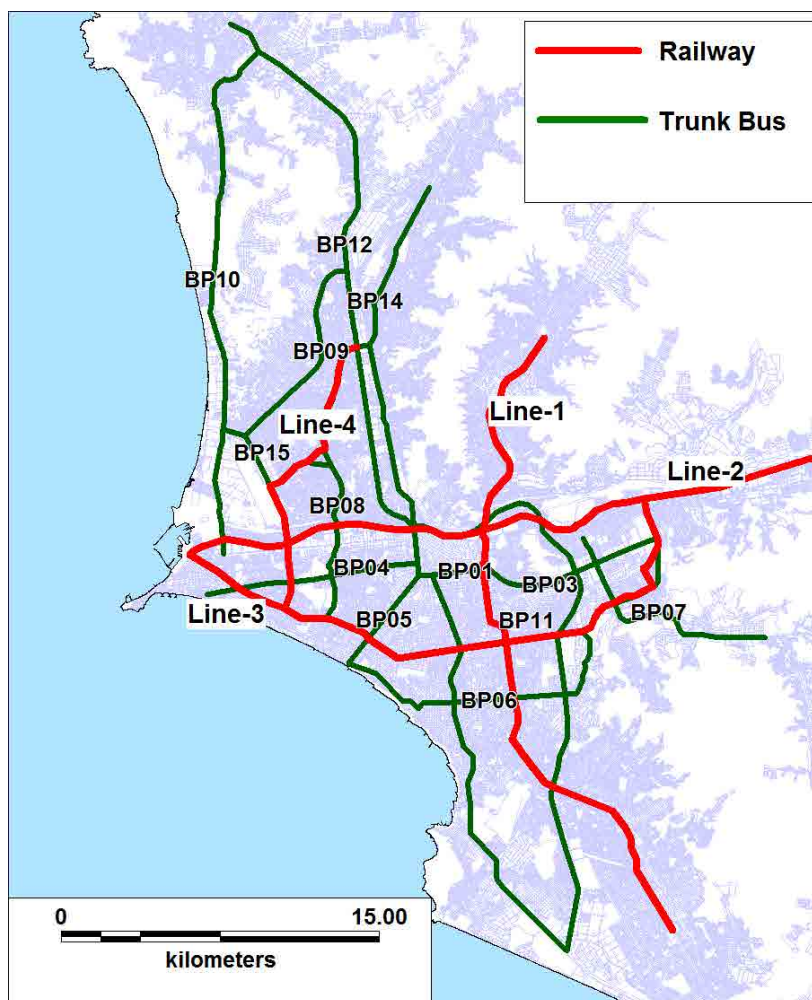 Railway
Trunk Bus
BP12
BP10
BP14
BP09
Line-1
Line-4
BP15
Line-2
BP08
BP04
BP01
BP03
Line-3
BP05
BP11
BP07
BP06
0 15.00
kilometers